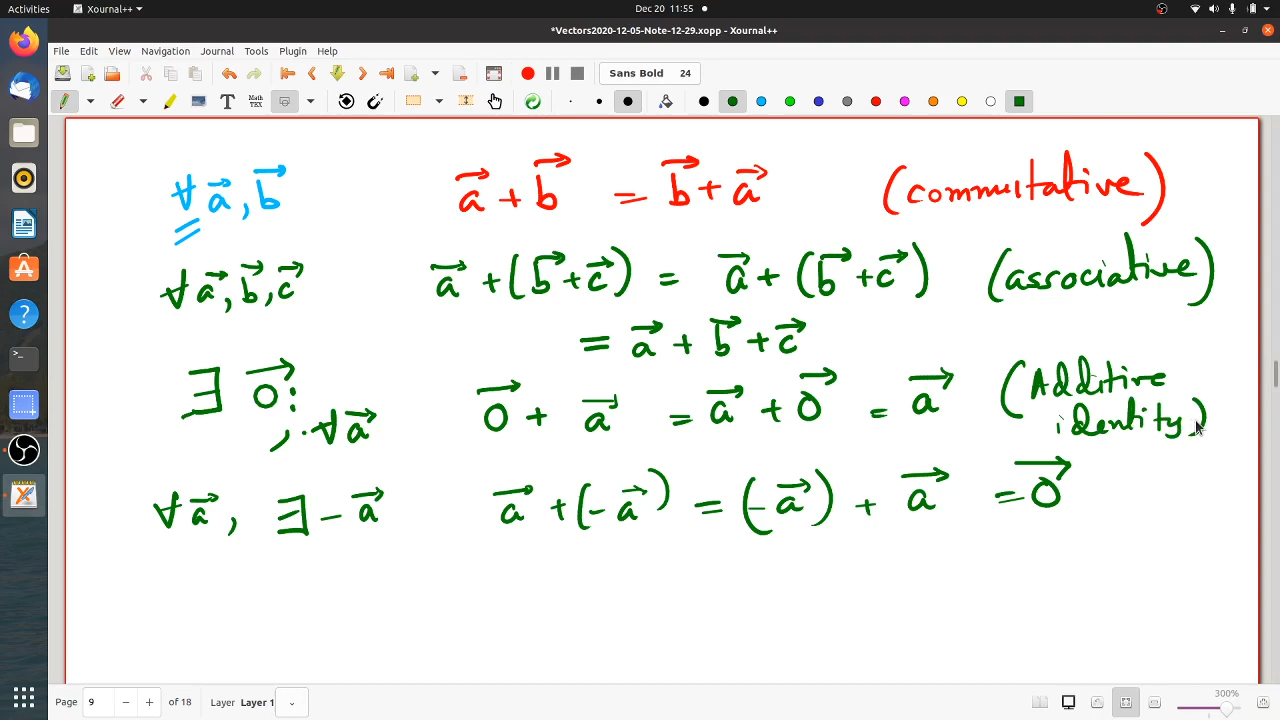 Activities Xournal++ Dec 20 11:55
*Vectors2020-12-05-Note-12-29.xopp - Xournal++
File Edit View Navigation Journal Tools Plugin Help
Sans Bold 24
∀ a⃗, b⃗ a⃗ + b⃗ = b⃗ + a⃗ (commutative)
∀ a⃗, b⃗, c⃗ a⃗ + (b⃗ + c⃗) = a⃗ + (b⃗ + c⃗) (associative)
= a⃗ + b⃗ + c⃗
∃ 0⃗ : , ∀ a⃗ 0⃗ + a⃗ = a⃗ + 0⃗ = a⃗ (Additive
identity)
∀ a⃗, ∃ - a⃗ a⃗ + (-a⃗) = (-a⃗) + a⃗ = 0⃗
Page 9 of 18 Layer Layer 1 300%